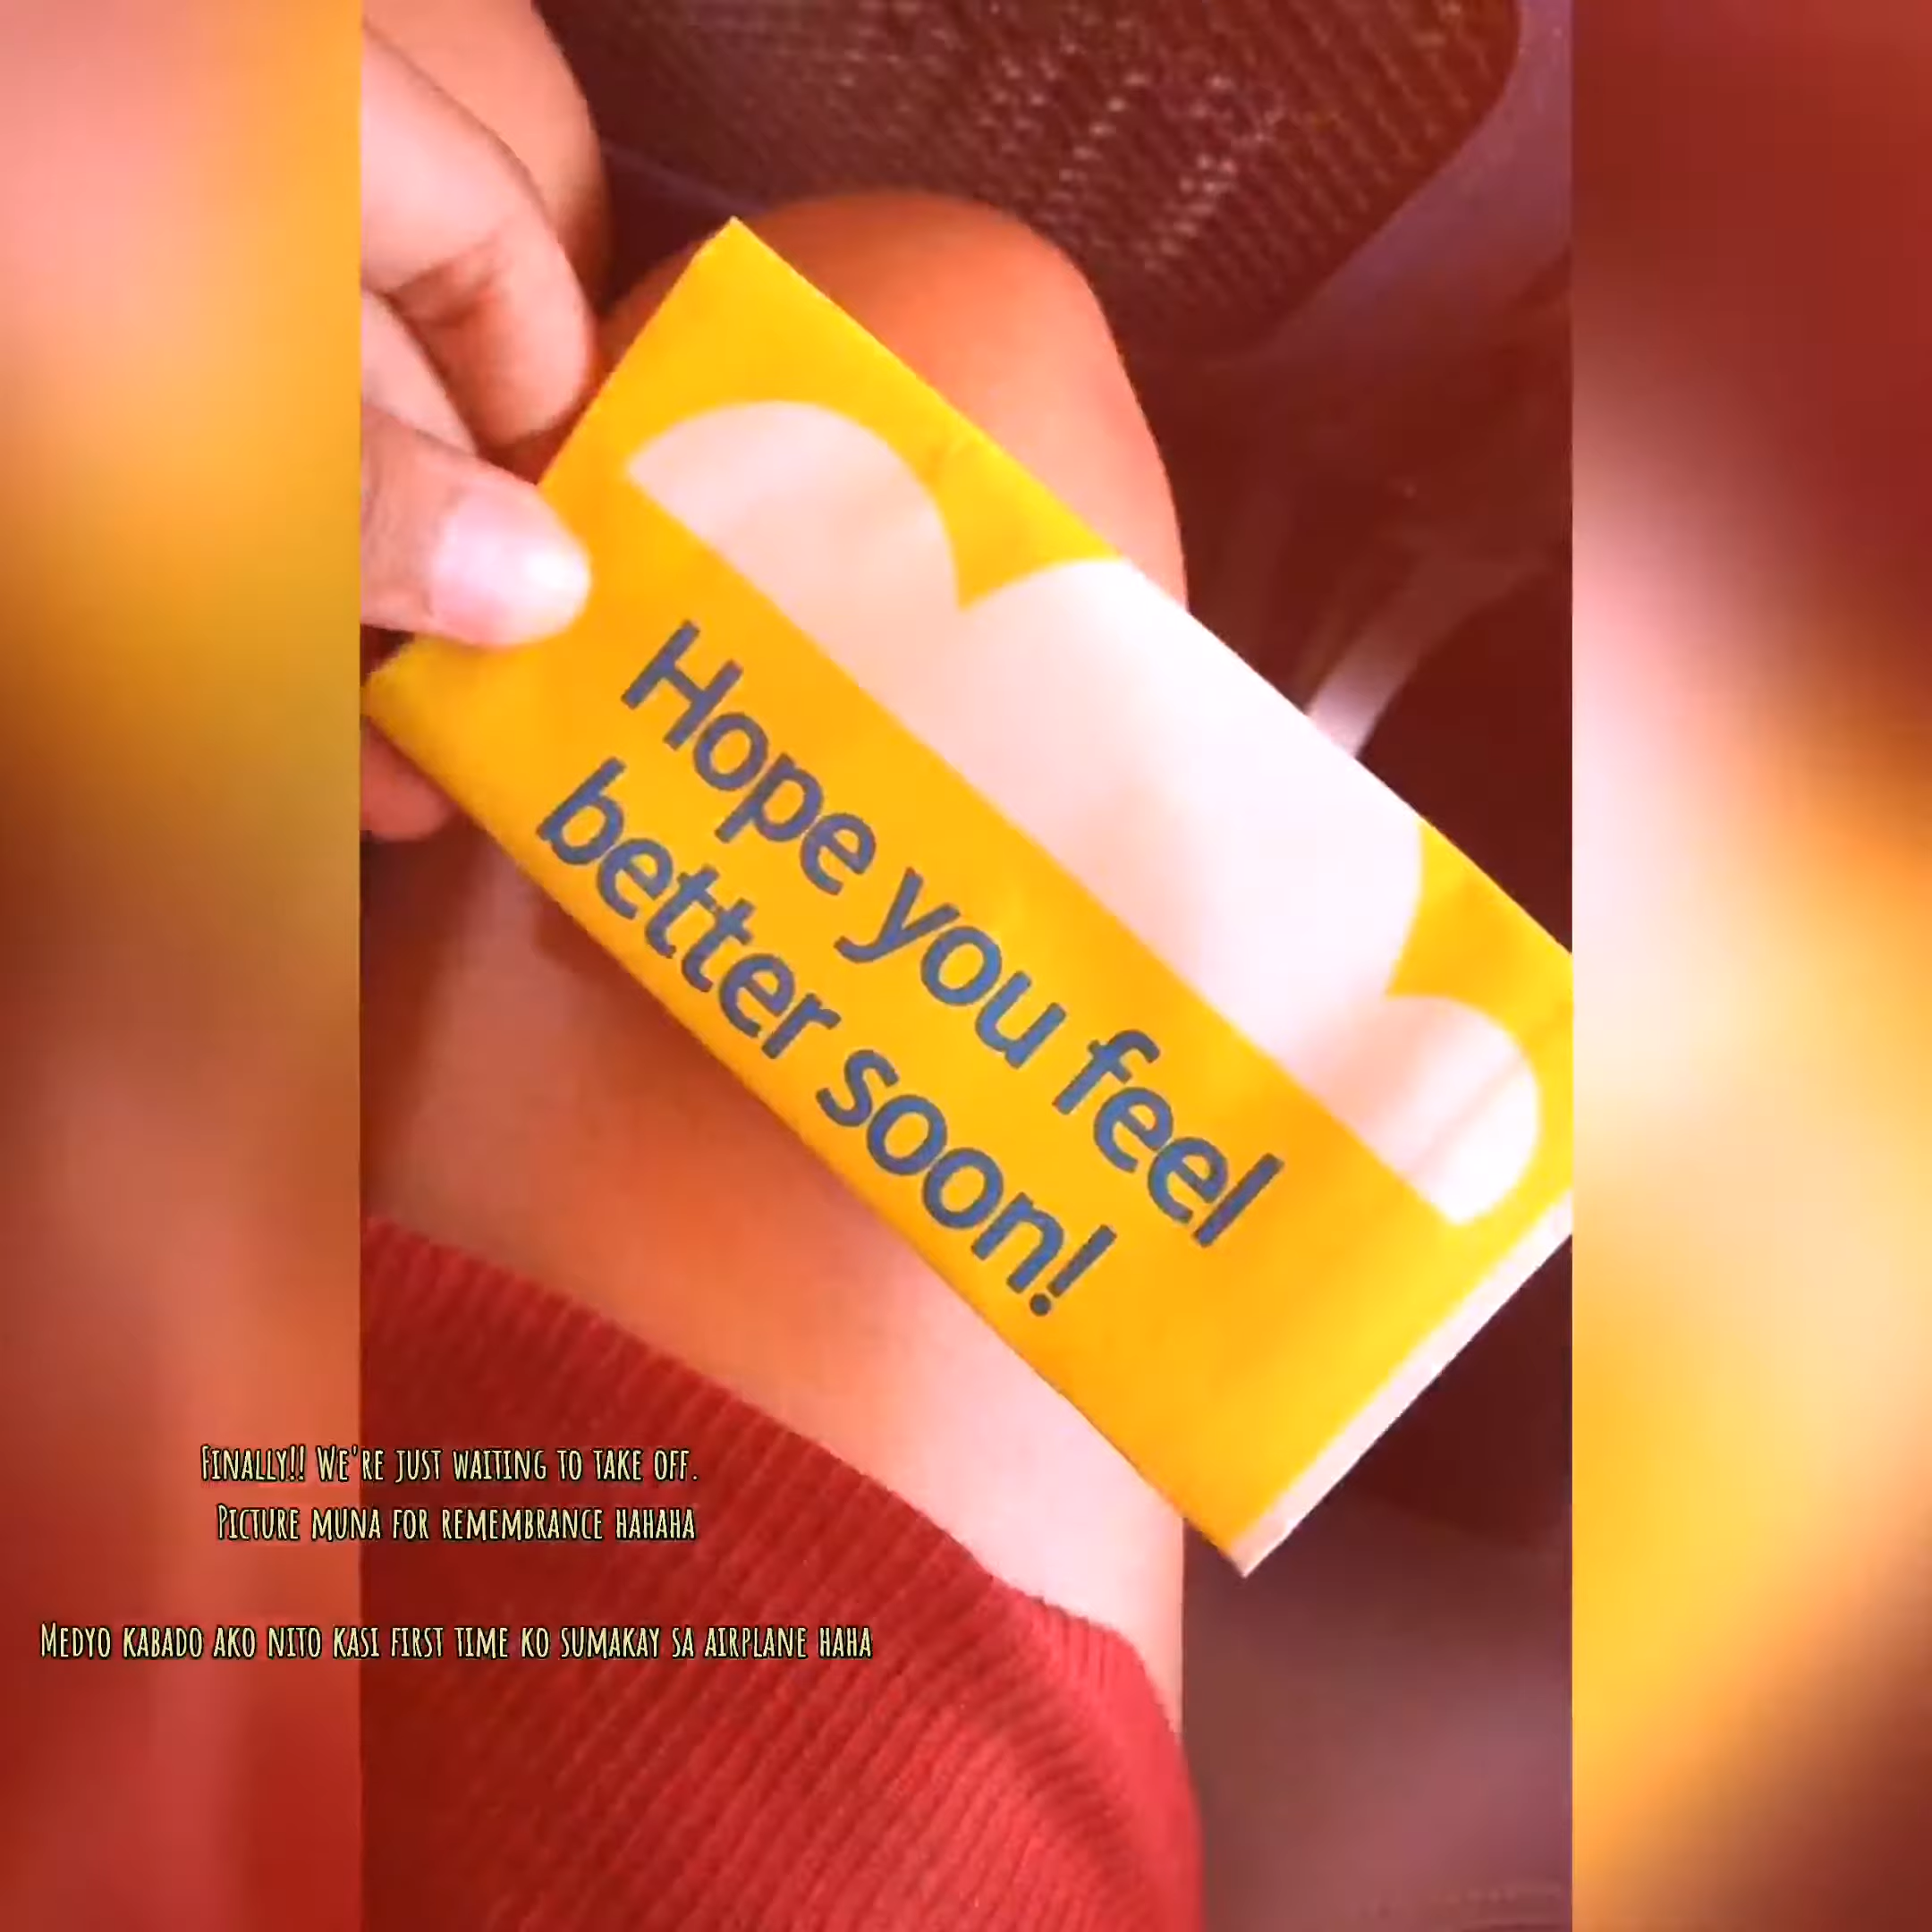 Hope you feel
better soon!
Finally!! We're just waiting to take off.
Picture muna for remembrance hahaha
Medyo kabado ako nito kasi first time ko sumakay sa airplane haha